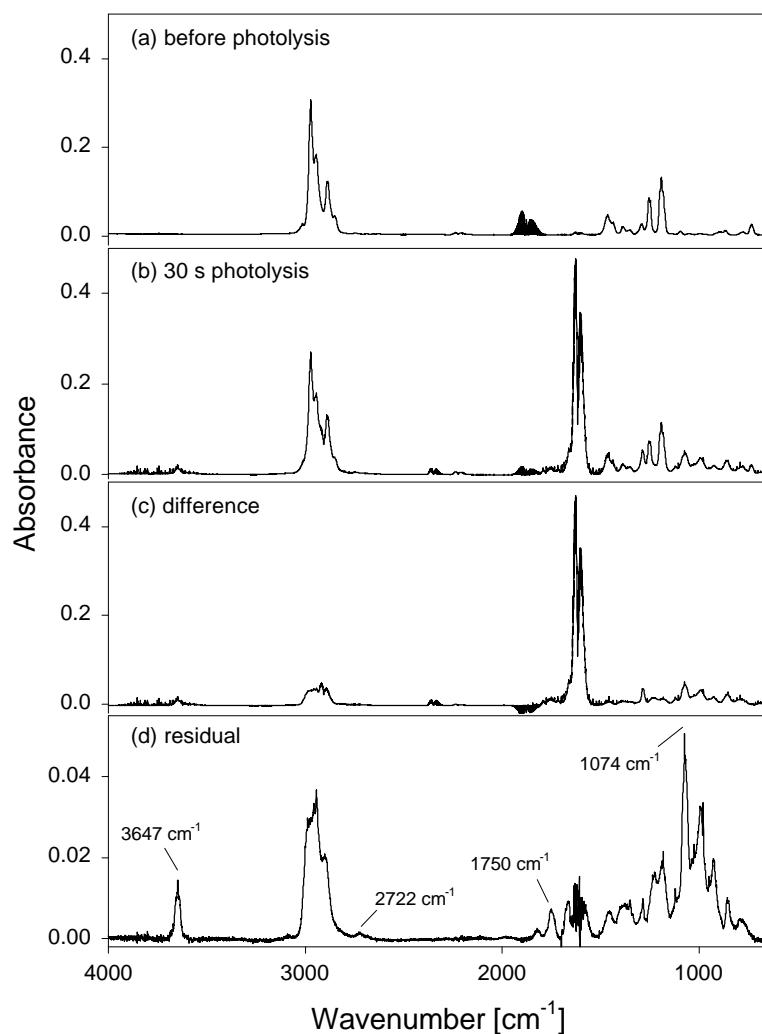 (a) before photolysis
0.4
0.2
0.0
(b) 30 s photolysis
0.4
0.2
0.0
(c) difference
0.4
0.2
0.0
(d) residual
1074 cm⁻¹
3647 cm⁻¹
1750 cm⁻¹
2722 cm⁻¹
0.04
0.02
0.00
Absorbance
4000 3000 2000 1000
Wavenumber [cm⁻¹]